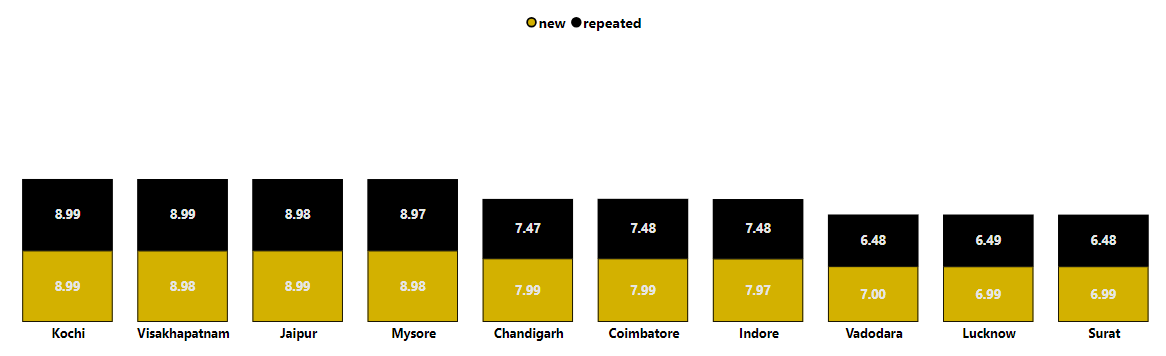 new repeated
8.99 8.99 8.98 8.97 7.47 7.48 7.48 6.48 6.49 6.48
8.99 8.98 8.99 8.98 7.99 7.99 7.97 7.00 6.99 6.99
Kochi Visakhapatnam Jaipur Mysore Chandigarh Coimbatore Indore Vadodara Lucknow Surat